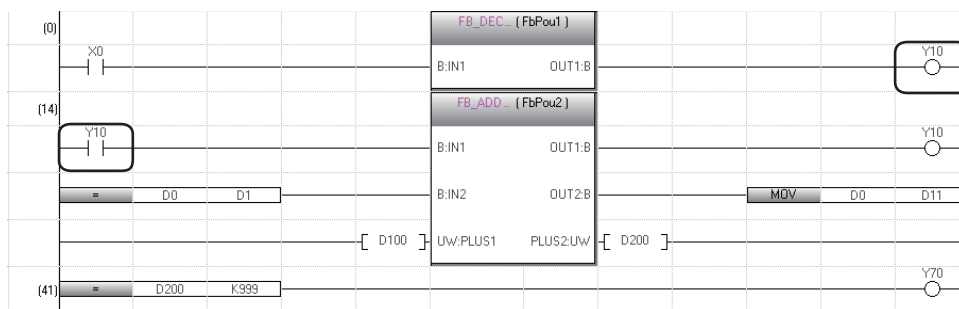 (0) FB_DEC... (FbPou1)
X0 Y10
B:IN1 OUT1:B
(14) FB_ADD... (FbPou2)
Y10 Y10
B:IN1 OUT1:B
= D0 D1 B:IN2 OUT2:B MOV D0 D11
D100 UW:PLUS1 PLUS2:UW D200
Y70
(41) = D200 K999